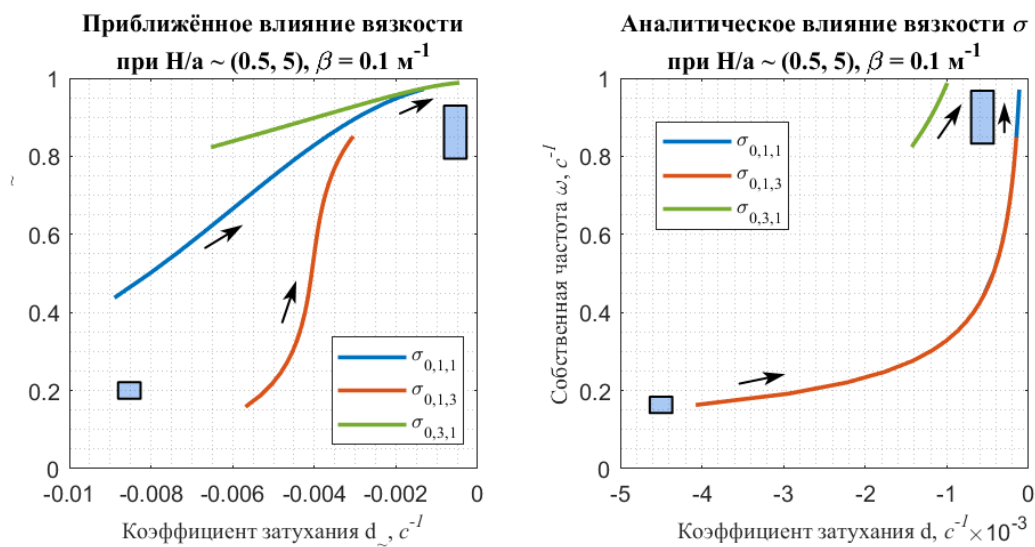 Приближённое влияние вязкости
при H/a ~ (0.5, 5), β = 0.1 м⁻¹
1
0.8
0.6
0.4
0.2
0
~
σ0,1,1
σ0,1,3
σ0,3,1
-0.01 -0.008 -0.006 -0.004 -0.002 0
Коэффициент затухания d~, c⁻¹
Аналитическое влияние вязкости σ
при H/a ~ (0.5, 5), β = 0.1 м⁻¹
Собственная частота ω, c⁻¹
1
0.8
0.6
0.4
0.2
0
σ0,1,1
σ0,1,3
σ0,3,1
-5 -4 -3 -2 -1 0
Коэффициент затухания d, c⁻¹ ×10⁻³